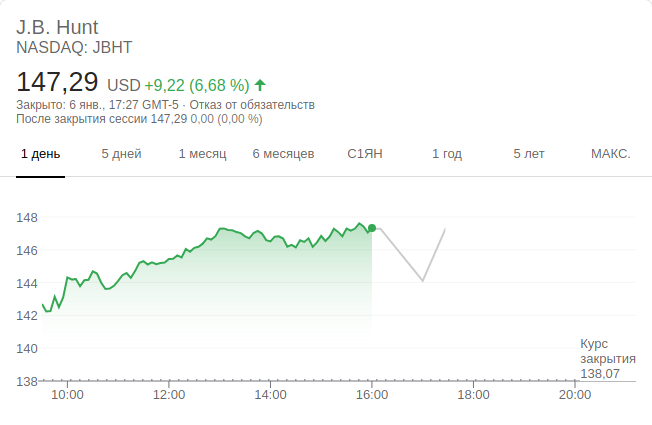 J.B. Hunt
NASDAQ: JBHT
147,29 USD +9,22 (6,68 %)
Закрыто: 6 янв., 17:27 GMT-5 · Отказ от обязательств
После закрытия сессии 147,29 0,00 (0,00 %)
1 день 5 дней 1 месяц 6 месяцев С1ЯН 1 год 5 лет МАКС.
148
146
144
142
140
Курс
закрытия
138,07
138
10:00 12:00 14:00 16:00 18:00 20:00